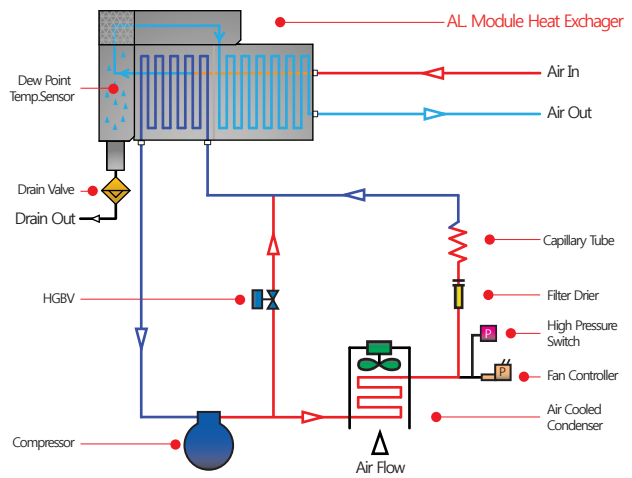 AL. Module Heat Exchager
Air In
Dew Point
Temp.Sensor
Air Out
Drain Valve
Drain Out
Capillary Tube
HGBV
Filter Drier
P
High Pressure
Switch
P
Fan Controller
Air Cooled
Condenser
Compressor
Air Flow